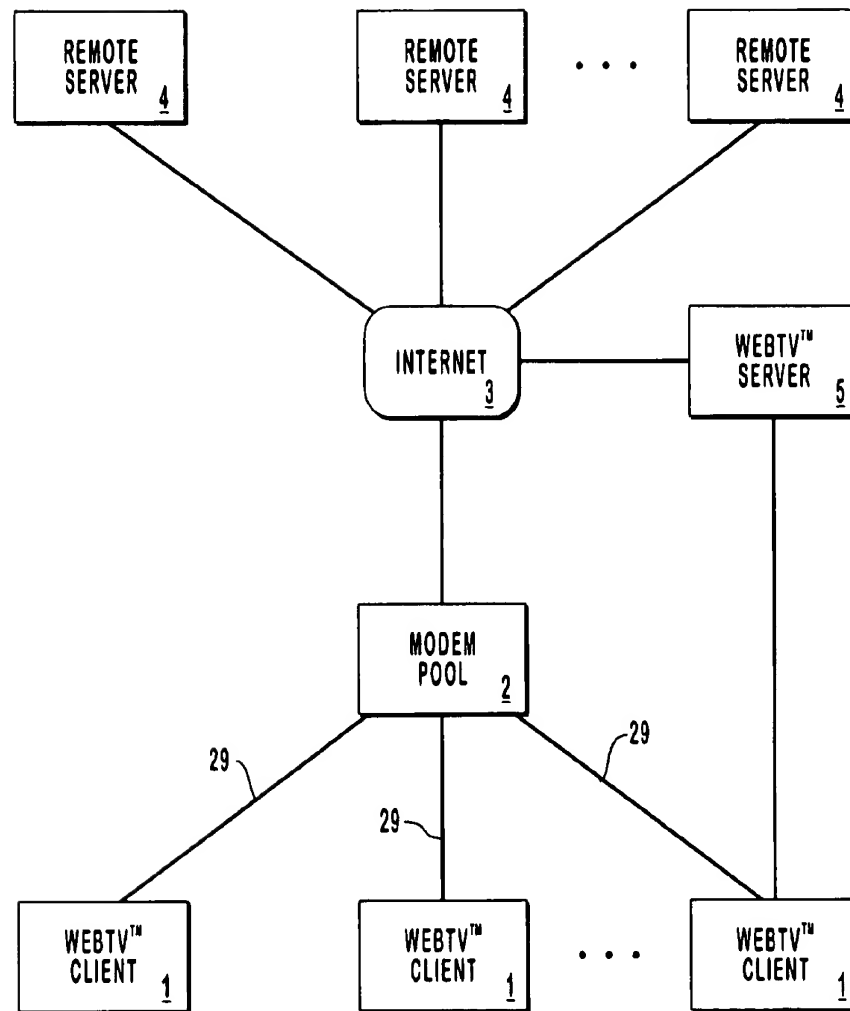 REMOTE
SERVER
4
REMOTE
SERVER
4
• • •
REMOTE
SERVER
4
INTERNET
3
WEBTV™
SERVER
5
MODEM
POOL
2
29
29
29
WEBTV™
CLIENT
1
WEBTV™
CLIENT
1
• • •
WEBTV™
CLIENT
1